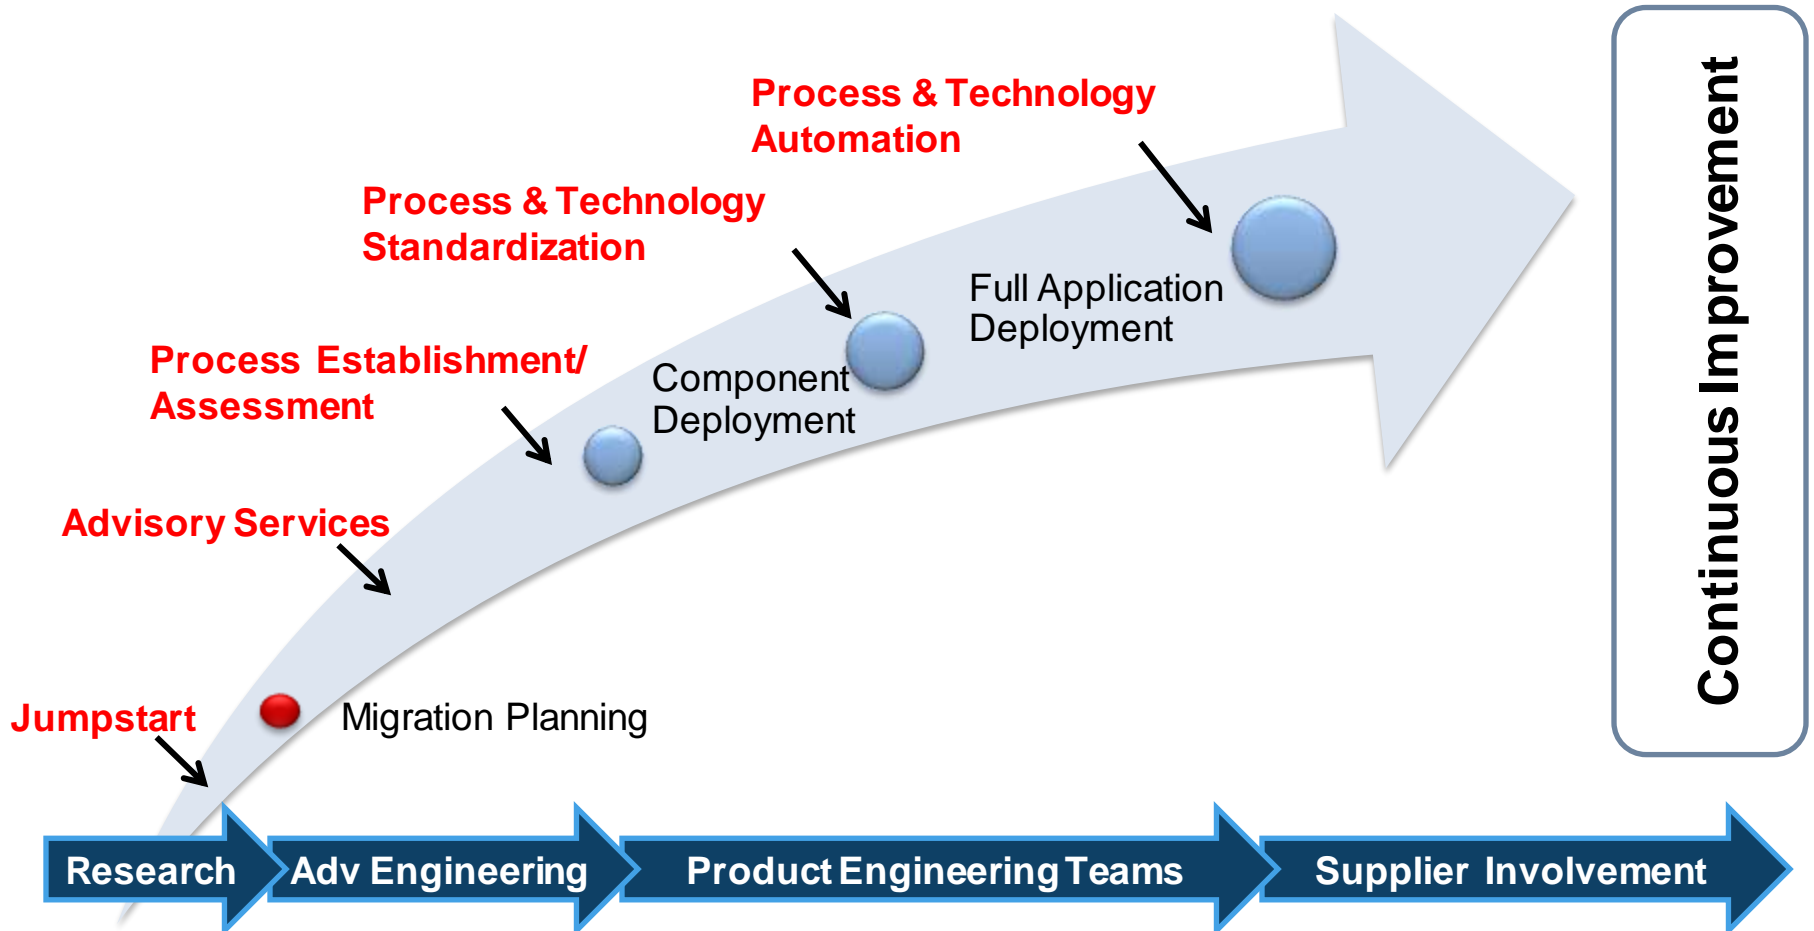 Process & Technology
Automation
Process & Technology
Standardization
Full Application
Deployment
Process Establishment/
Assessment
Component
Deployment
Advisory Services
Jumpstart
Migration Planning
Continuous Improvement
Research
Adv Engineering
Product Engineering Teams
Supplier Involvement